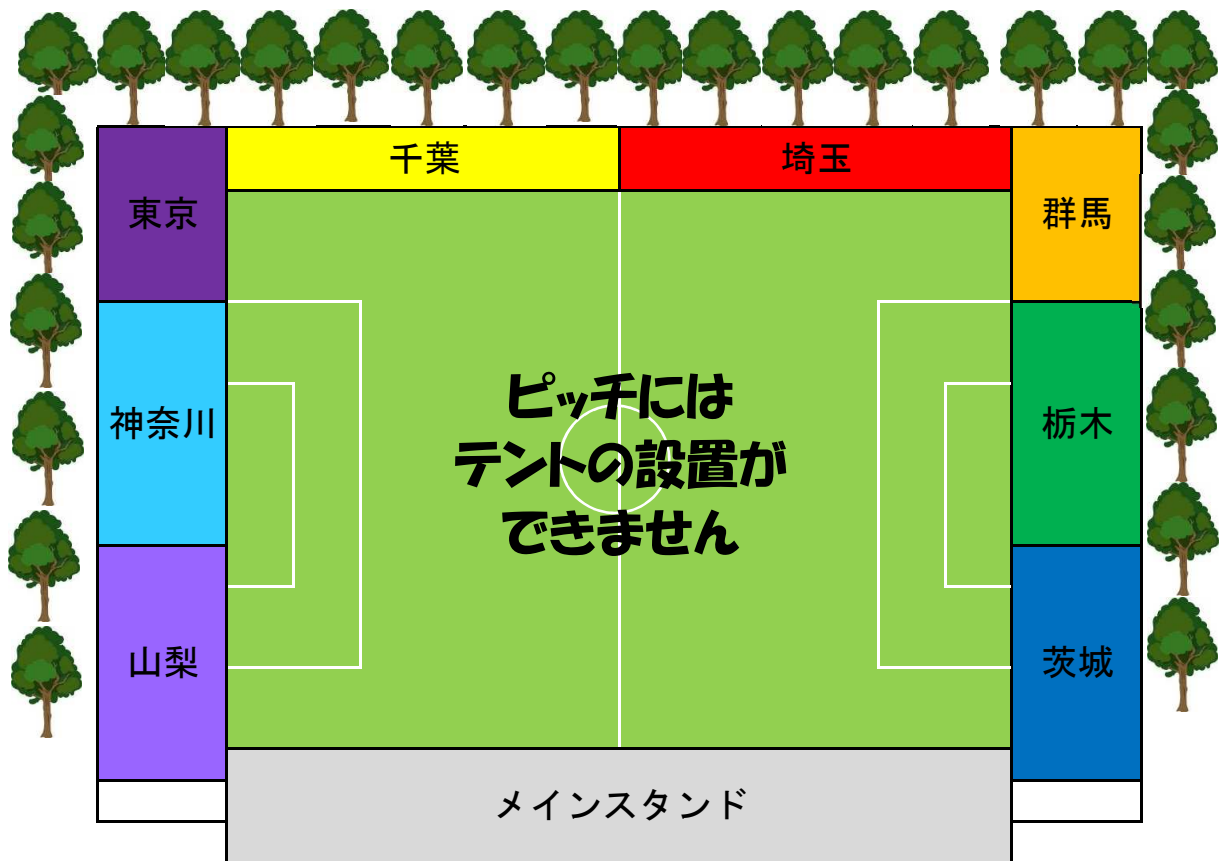 千葉
埼玉
東京
群馬
神奈川
栃木
ピッチには
テントの設置が
できません
山梨
茨城
メインスタンド